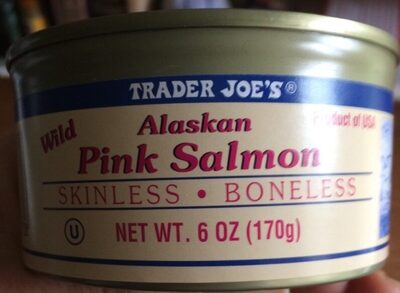 TRADER JOE'S®
Product of USA
Wild Alaskan
Pink Salmon
SKINLESS • BONELESS
U
NET WT. 6 OZ (170g)